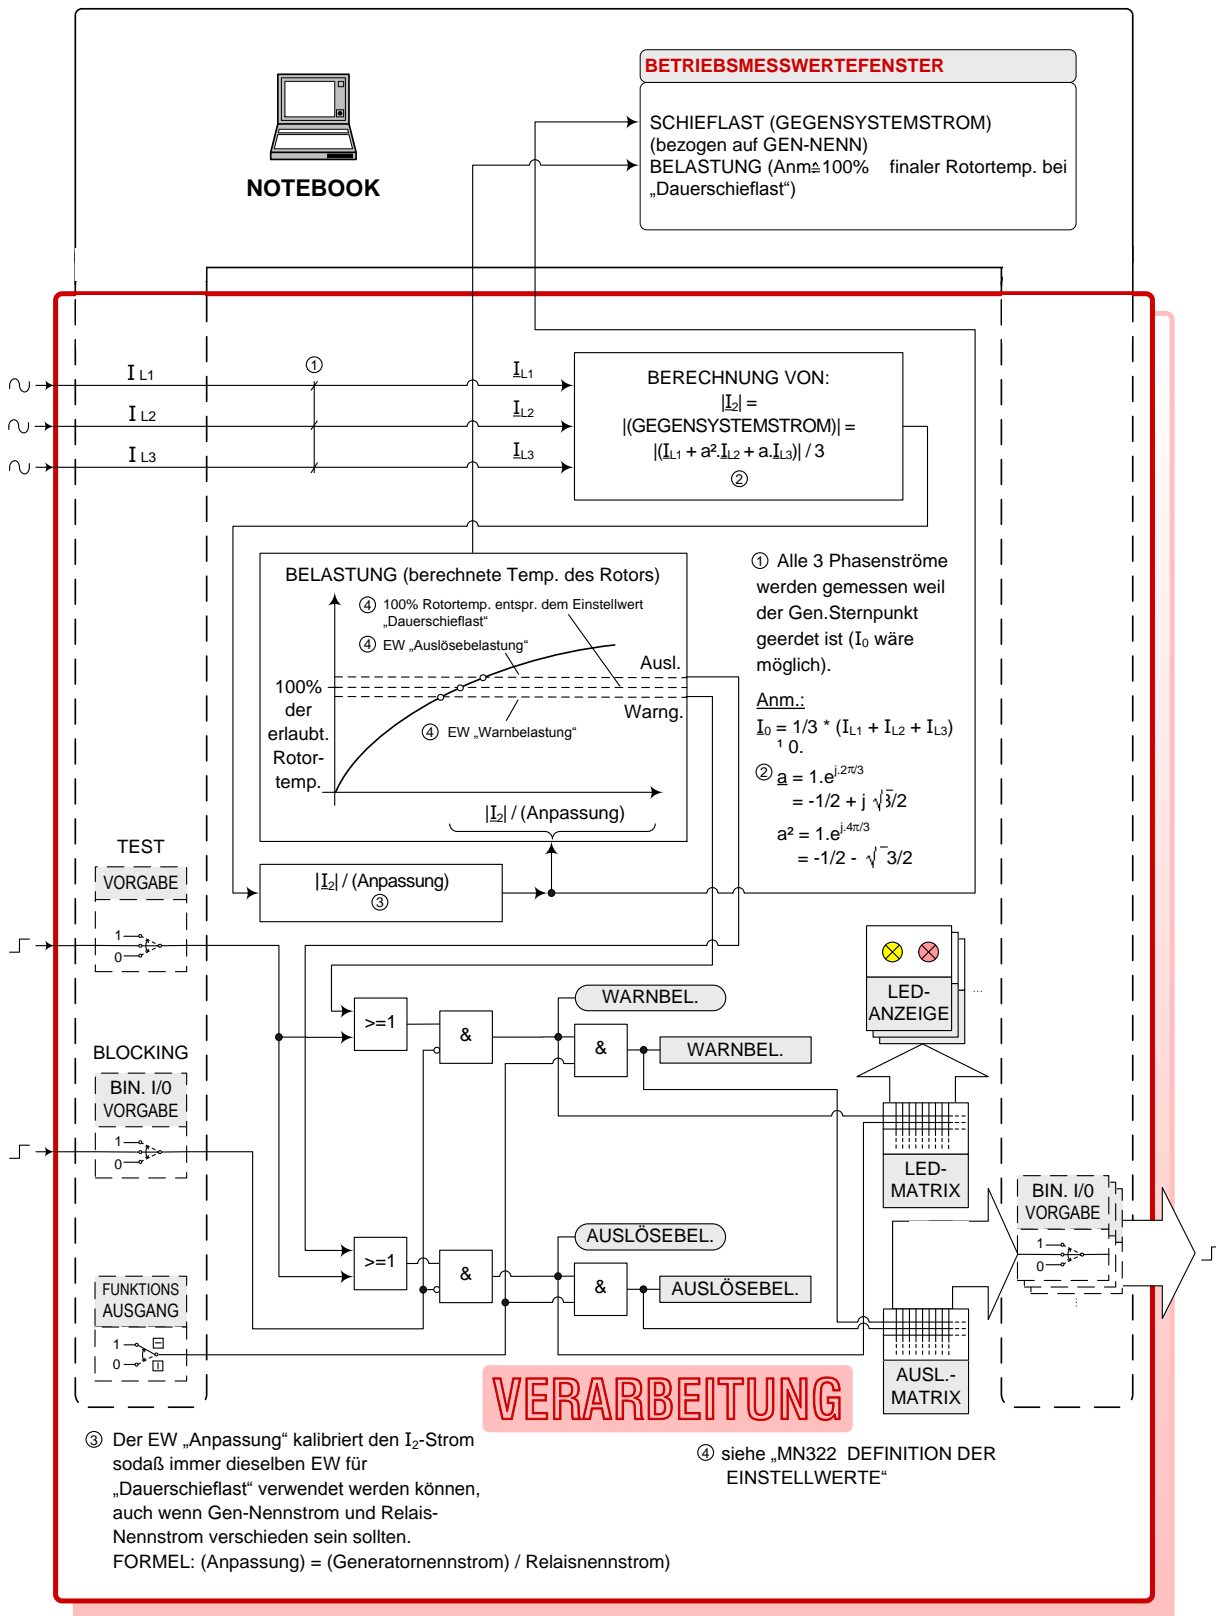 BETRIEBSMESSWERTEFENSTER
SCHIEFLAST (GEGENSYSTEMSTROM)
(bezogen auf GEN-NENN)
BELASTUNG (Anm≙100% finaler Rotortemp. bei
„Dauerschieflast“)
NOTEBOOK
I L1
I L2
I L3
①
I L1
I L2
I L3
BERECHNUNG VON:
|I2| =
|(GEGENSYSTEMSTROM)| =
|(IL1 + a².IL2 + a.IL3)| / 3
②
BELASTUNG (berechnete Temp. des Rotors)
④ 100% Rotortemp. entspr. dem Einstellwert
„Dauerschieflast“
④ EW „Auslösebelastung“
Ausl.
Warng.
④ EW „Warnbelastung“
100%
der
erlaubt.
Rotor-
temp.
|I2| / (Anpassung)
① Alle 3 Phasenströme
werden gemessen weil
der Gen.Sternpunkt
geerdet ist (I0 wäre
möglich).
Anm.:
I0 = 1/3 * (IL1 + IL2 + IL3)
¹ 0.
② a = 1.e^j.2π/3
= -1/2 + j √3/2
a² = 1.e^j.4π/3
= -1/2 - √3/2
|I2| / (Anpassung)
③
TEST
VORGABE
1
0
BLOCKING
BIN. I/0
VORGABE
1
0
FUNKTIONS
AUSGANG
1
0
>=1
&
WARNBEL.
&
WARNBEL.
>=1
&
AUSLÖSEBEL.
&
AUSLÖSEBEL.
LED-
ANZEIGE
...
LED-
MATRIX
AUSL.-
MATRIX
BIN. I/0
VORGABE
1
0
...
VERARBEITUNG
③ Der EW „Anpassung“ kalibriert den I2-Strom
sodaß immer dieselben EW für
„Dauerschieflast“ verwendet werden können,
auch wenn Gen-Nennstrom und Relais-
Nennstrom verschieden sein sollten.
FORMEL: (Anpassung) = (Generatornennstrom) / Relaisnennstrom)
④ siehe „MN322 DEFINITION DER
EINSTELLWERTE“